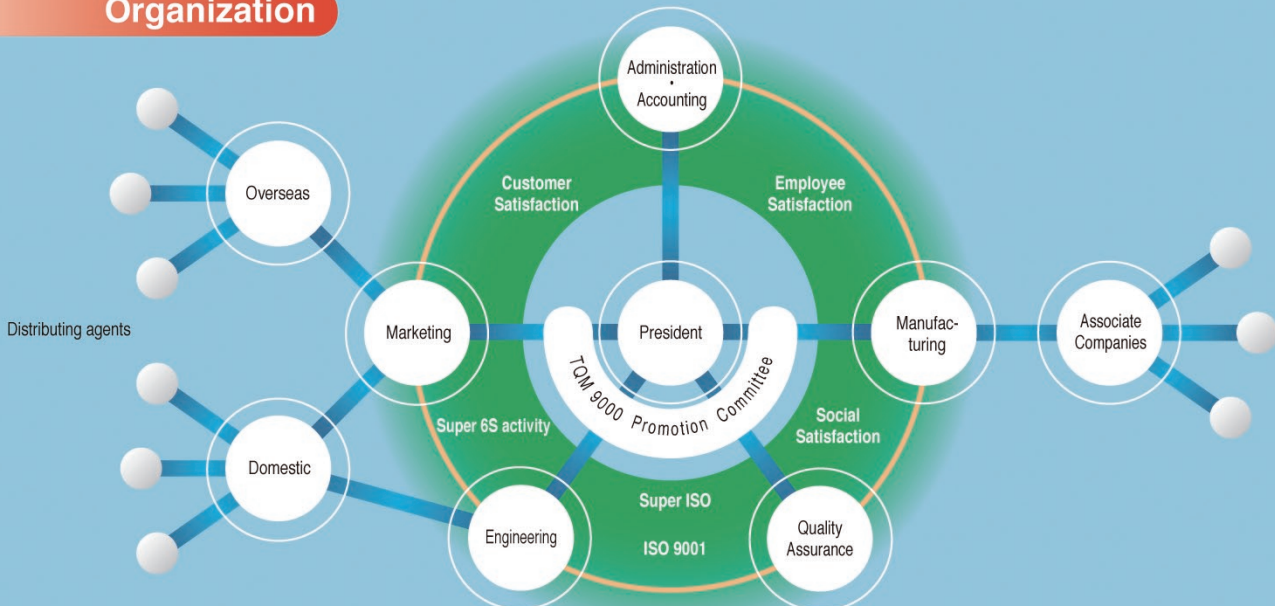 Organization
Administration
・
Accounting
Customer
Satisfaction
Employee
Satisfaction
Overseas
Distributing agents
Marketing
President
Manufac-
turing
Associate
Companies
TQM 9000 Promotion Committee
Super 6S activity
Social
Satisfaction
Domestic
Super ISO
ISO 9001
Engineering
Quality
Assurance